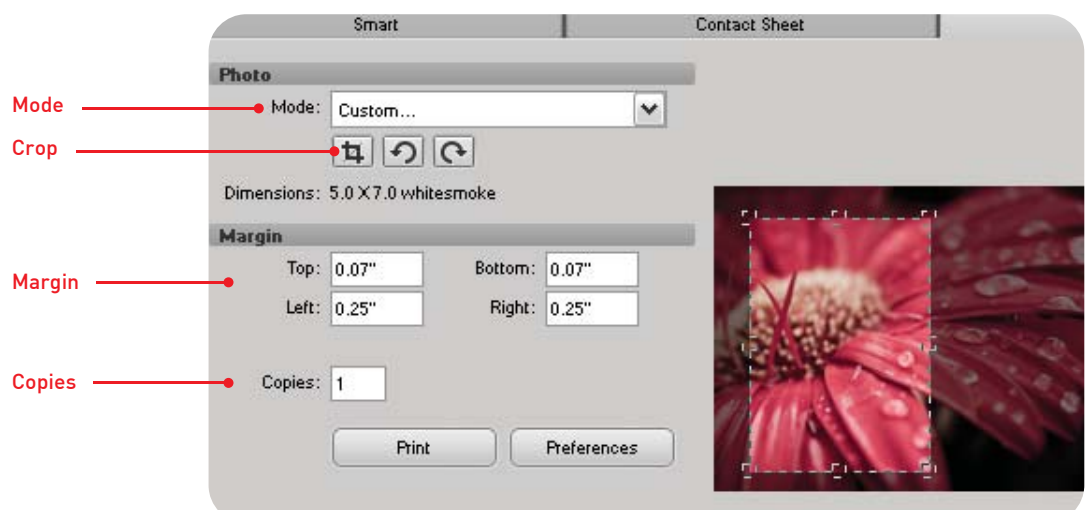 Smart Contact Sheet
Photo
Mode Mode: Custom...
Crop
Dimensions: 5.0 X 7.0 whitesmoke
Margin
Top: 0.07" Bottom: 0.07"
Margin
Left: 0.25" Right: 0.25"
Copies Copies: 1
Print Preferences